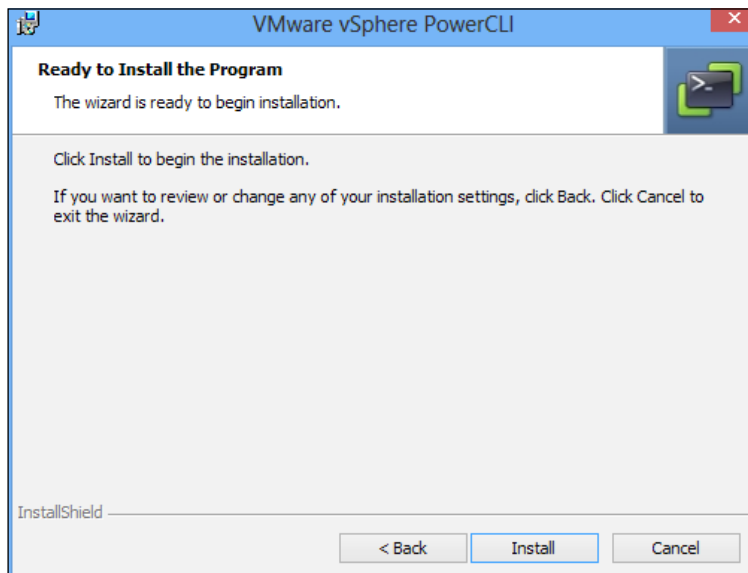 VMware vSphere PowerCLI
Ready to Install the Program
The wizard is ready to begin installation.
>_
Click Install to begin the installation.
If you want to review or change any of your installation settings, click Back. Click Cancel to
exit the wizard.
InstallShield
< Back
Install
Cancel